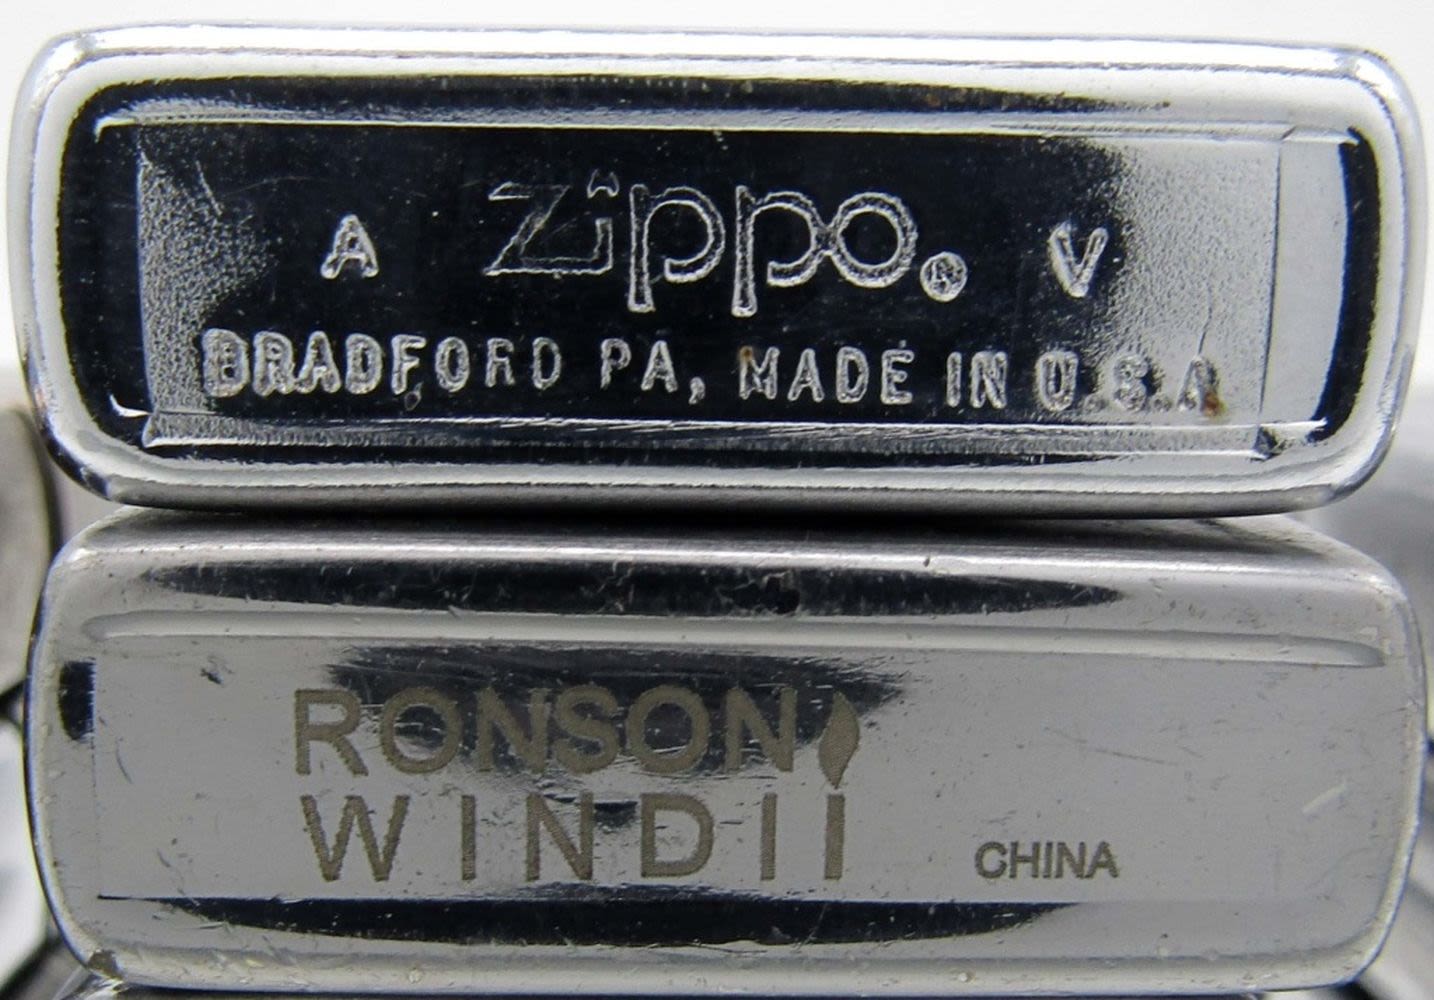 A Zippo® V
BRADFORD PA, MADE IN U.S.A
RONSON
WINDII
CHINA